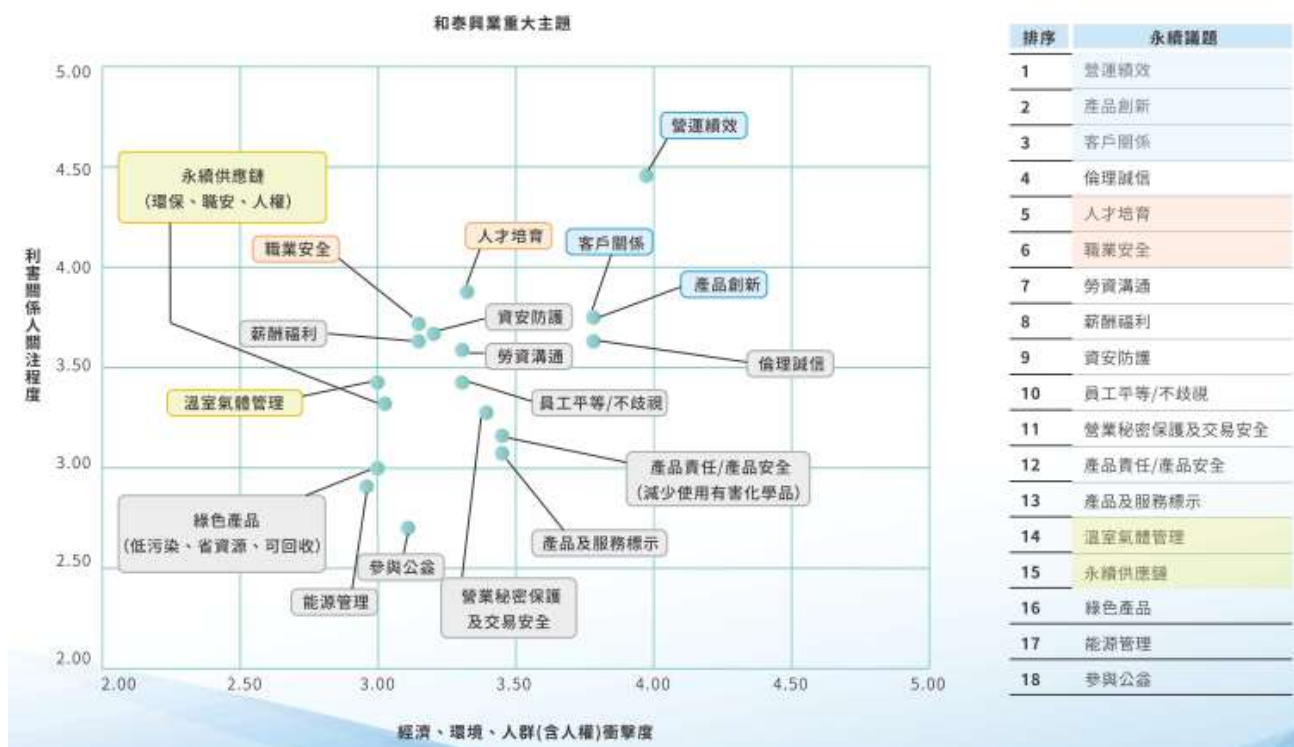 和泰興業重大主題
利害關係人關注程度
5.00
4.50
4.00
3.50
3.00
2.50
2.00
營運績效
永續供應鏈
(環保、職安、人權)
職業安全
人才培育
客戶關係
產品創新
薪酬福利
資安防護
勞資溝通
倫理誠信
溫室氣體管理
員工平等/不歧視
綠色產品
(低污染、省資源、可回收)
產品責任/產品安全
(減少使用有害化學品)
產品及服務標示
參與公益
能源管理
營業秘密保護
及交易安全
2.00 2.50 3.00 3.50 4.00 4.50 5.00
經濟、環境、人群(含人權)衝擊度
排序 永續議題
1 營運績效
2 產品創新
3 客戶關係
4 倫理誠信
5 人才培育
6 職業安全
7 勞資溝通
8 薪酬福利
9 資安防護
10 員工平等/不歧視
11 營業秘密保護及交易安全
12 產品責任/產品安全
13 產品及服務標示
14 溫室氣體管理
15 永續供應鏈
16 綠色產品
17 能源管理
18 參與公益